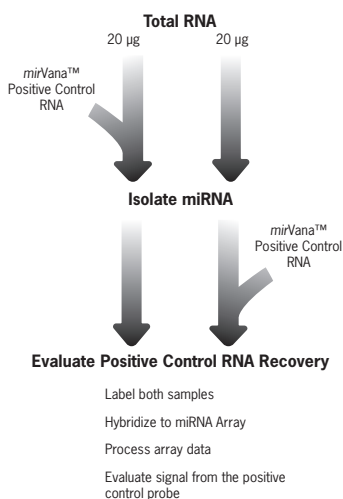 Total RNA
20 µg 20 µg
mirVana™
Positive Control
RNA
Isolate miRNA
mirVana™
Positive Control
RNA
Evaluate Positive Control RNA Recovery
Label both samples
Hybridize to miRNA Array
Process array data
Evaluate signal from the positive
control probe